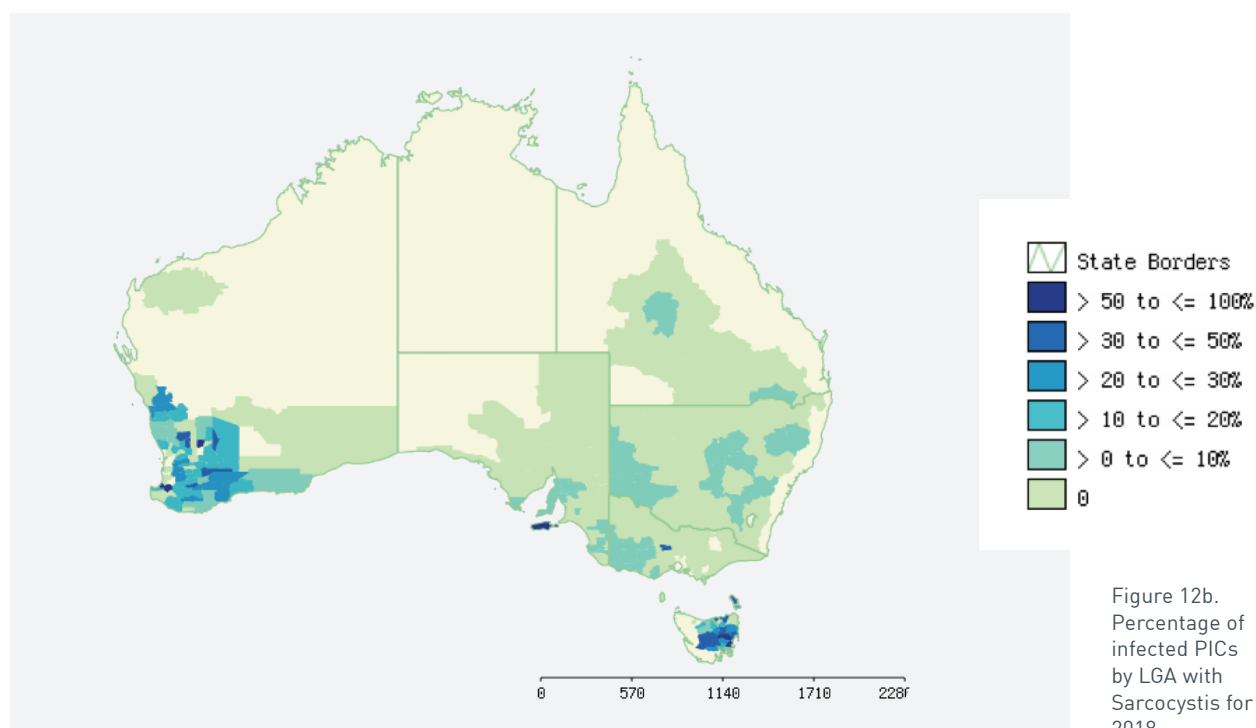 State Borders
> 50 to <= 100%
> 30 to <= 50%
> 20 to <= 30%
> 10 to <= 20%
> 0 to <= 10%
0
Figure 12b.
Percentage of
infected PICs
by LGA with
Sarcocystis for
0 570 1140 1710